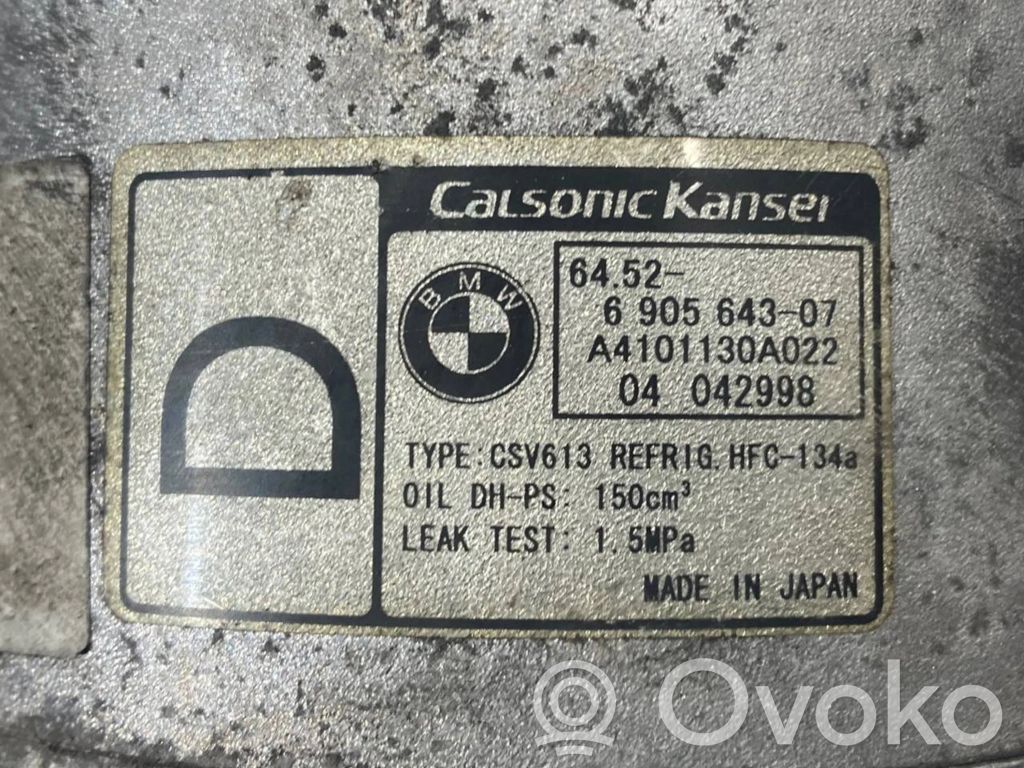 D
Calsonic Kansei
BMW
64.52-
6 905 643-07
A4101130A022
04 042998
TYPE:CSV613 REFRIG.HFC-134a
OIL DH-PS: 150cm³
LEAK TEST: 1.5MPa
MADE IN JAPAN
Ovoko